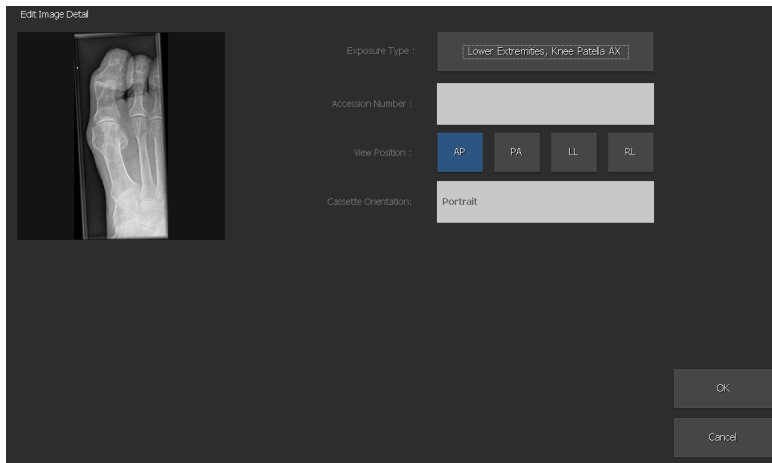 Edit Image Detail
Exposure Type :
Lower Extremities, Knee Patella AX
Accession Number :
View Position :
AP
PA
LL
RL
Cassette Orientation:
Portrait
OK
Cancel